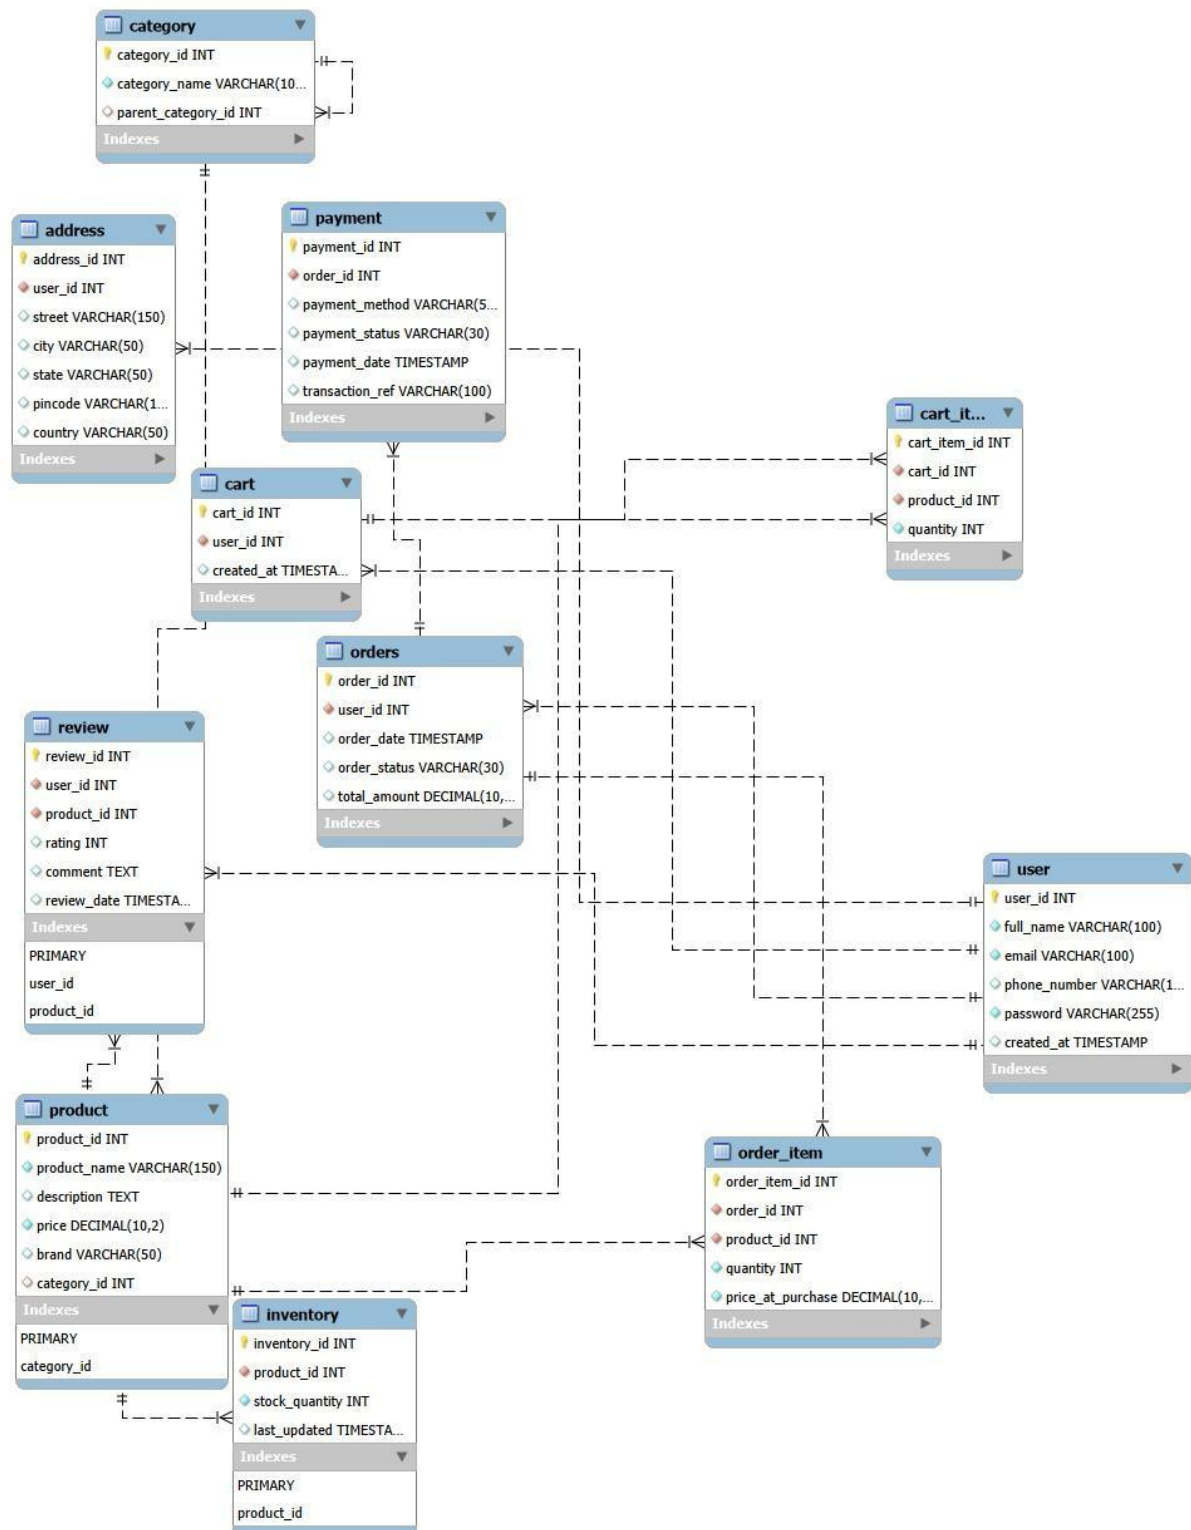 category
category_id INT
category_name VARCHAR(10...
parent_category_id INT
Indexes
address
address_id INT
user_id INT
street VARCHAR(150)
city VARCHAR(50)
state VARCHAR(50)
pincode VARCHAR(1...
country VARCHAR(50)
Indexes
payment
payment_id INT
order_id INT
payment_method VARCHAR(5...
payment_status VARCHAR(30)
payment_date TIMESTAMP
transaction_ref VARCHAR(100)
Indexes
cart_it...
cart_item_id INT
cart_id INT
product_id INT
quantity INT
Indexes
cart
cart_id INT
user_id INT
created_at TIMESTA...
Indexes
orders
order_id INT
user_id INT
order_date TIMESTAMP
order_status VARCHAR(30)
total_amount DECIMAL(10,...
Indexes
review
review_id INT
user_id INT
product_id INT
rating INT
comment TEXT
review_date TIMESTA...
Indexes
PRIMARY
user_id
product_id
user
user_id INT
full_name VARCHAR(100)
email VARCHAR(100)
phone_number VARCHAR(1...
password VARCHAR(255)
created_at TIMESTAMP
Indexes
product
product_id INT
product_name VARCHAR(150)
description TEXT
price DECIMAL(10,2)
brand VARCHAR(50)
category_id INT
Indexes
PRIMARY
category_id
order_item
order_item_id INT
order_id INT
product_id INT
quantity INT
price_at_purchase DECIMAL(10,...
Indexes
inventory
inventory_id INT
product_id INT
stock_quantity INT
last_updated TIMESTA...
Indexes
PRIMARY
product_id